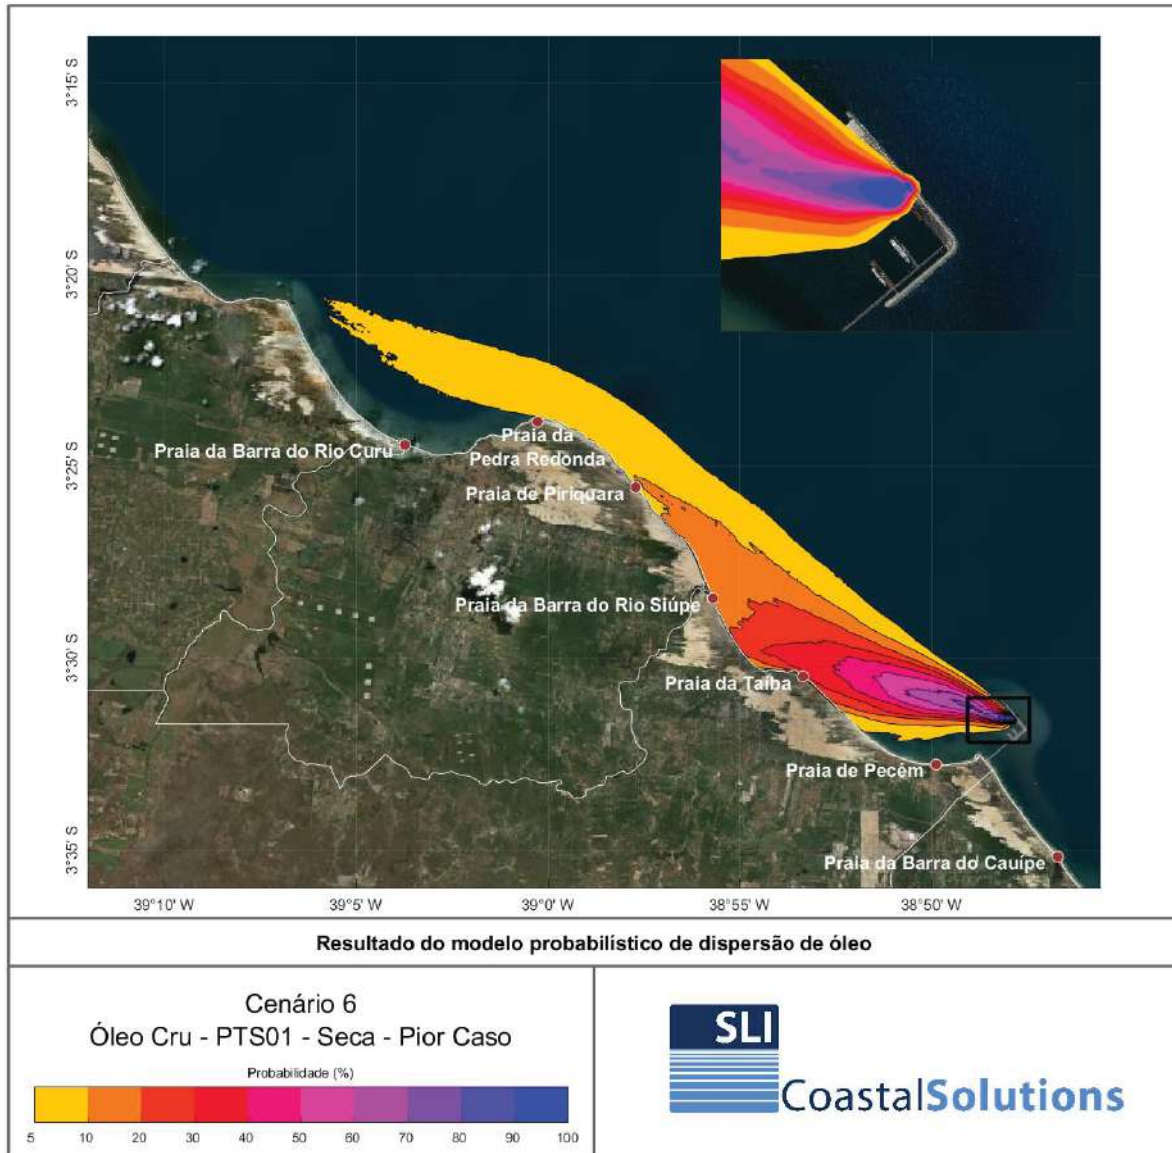 3°15' S
3°20' S
3°25' S
3°30' S
3°35' S
Praia da Barra do Rio Curu
Praia da
Pedra Redonda
Praia de Piriquara
Praia da Barra do Rio Siúpe
Praia da Taíba
Praia de Pecém
Praia da Barra do Cauípe
39°10' W
39°5' W
39°0' W
38°55' W
38°50' W
Resultado do modelo probabilístico de dispersão de óleo
Cenário 6
Óleo Cru - PTS01 - Seca - Pior Caso
Probabilidade (%)
5 10 20 30 40 50 60 70 80 90 100
SLI
CoastalSolutions